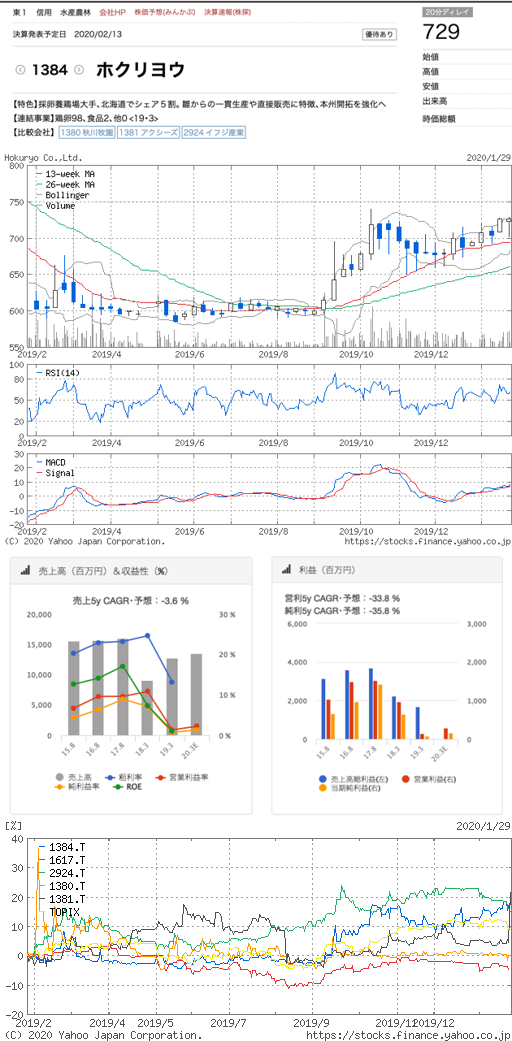 東1 信用 水産農林 会社HP 株価予想(みんかぶ) 決算速報(株探)
20分ディレイ
729
決算発表予定日 2020/02/13
優待あり
始値
高値
安値
出来高
時価総額
1384 ホクリヨウ
【特色】採卵養鶏場大手、北海道でシェア5割。雛からの一貫生産や直接販売に特徴、本州開拓を強化へ
【連結事業】鶏卵98、食品2、他0<19・3>
【比較会社】 1380 秋川牧園 1381 アクシーズ 2924 イフジ産業
Hokuryo Co.,Ltd. 2020/1/29
800
750
700
650
600
550
13-week MA
26-week MA
Bollinger
Volume
2019/2 2019/4 2019/6 2019/8 2019/10 2019/12
100
80
60
40
20
0
RSI(14)
2019/2 2019/4 2019/6 2019/8 2019/10 2019/12
30
20
10
0
-10
-20
MACD
Signal
2019/2 2019/4 2019/6 2019/8 2019/10 2019/12
(C) 2020 Yahoo Japan Corporation. https://stocks.finance.yahoo.co.jp/
売上高（百万円）＆収益性（%）
売上5y CAGR・予想：-3.6 %
20,000
15,000
10,000
5,000
0
30 %
20 %
10 %
0 %
15.8 16.8 17.8 18.3 19.3 20.3E
売上高 粗利率 営業利益率
純利益率 ROE
利益（百万円）
営利5y CAGR・予想：-33.8 %
純利5y CAGR・予想：-35.8 %
6,000
4,000
2,000
0
3,000
2,000
1,000
0
15.8 16.8 17.8 18.3 19.3 20.3E
売上高総利益(左) 営業利益(右)
当期純利益(右)
[%] 2020/1/29
40
30
20
10
0
-10
-20
1384.T
1617.T
2924.T
1380.T
1381.T
TOPIX
2019/2 2019/4 2019/5 2019/7 2019/9 2019/11 2019/12
(C) 2020 Yahoo Japan Corporation. https://stocks.finance.yahoo.co.jp/